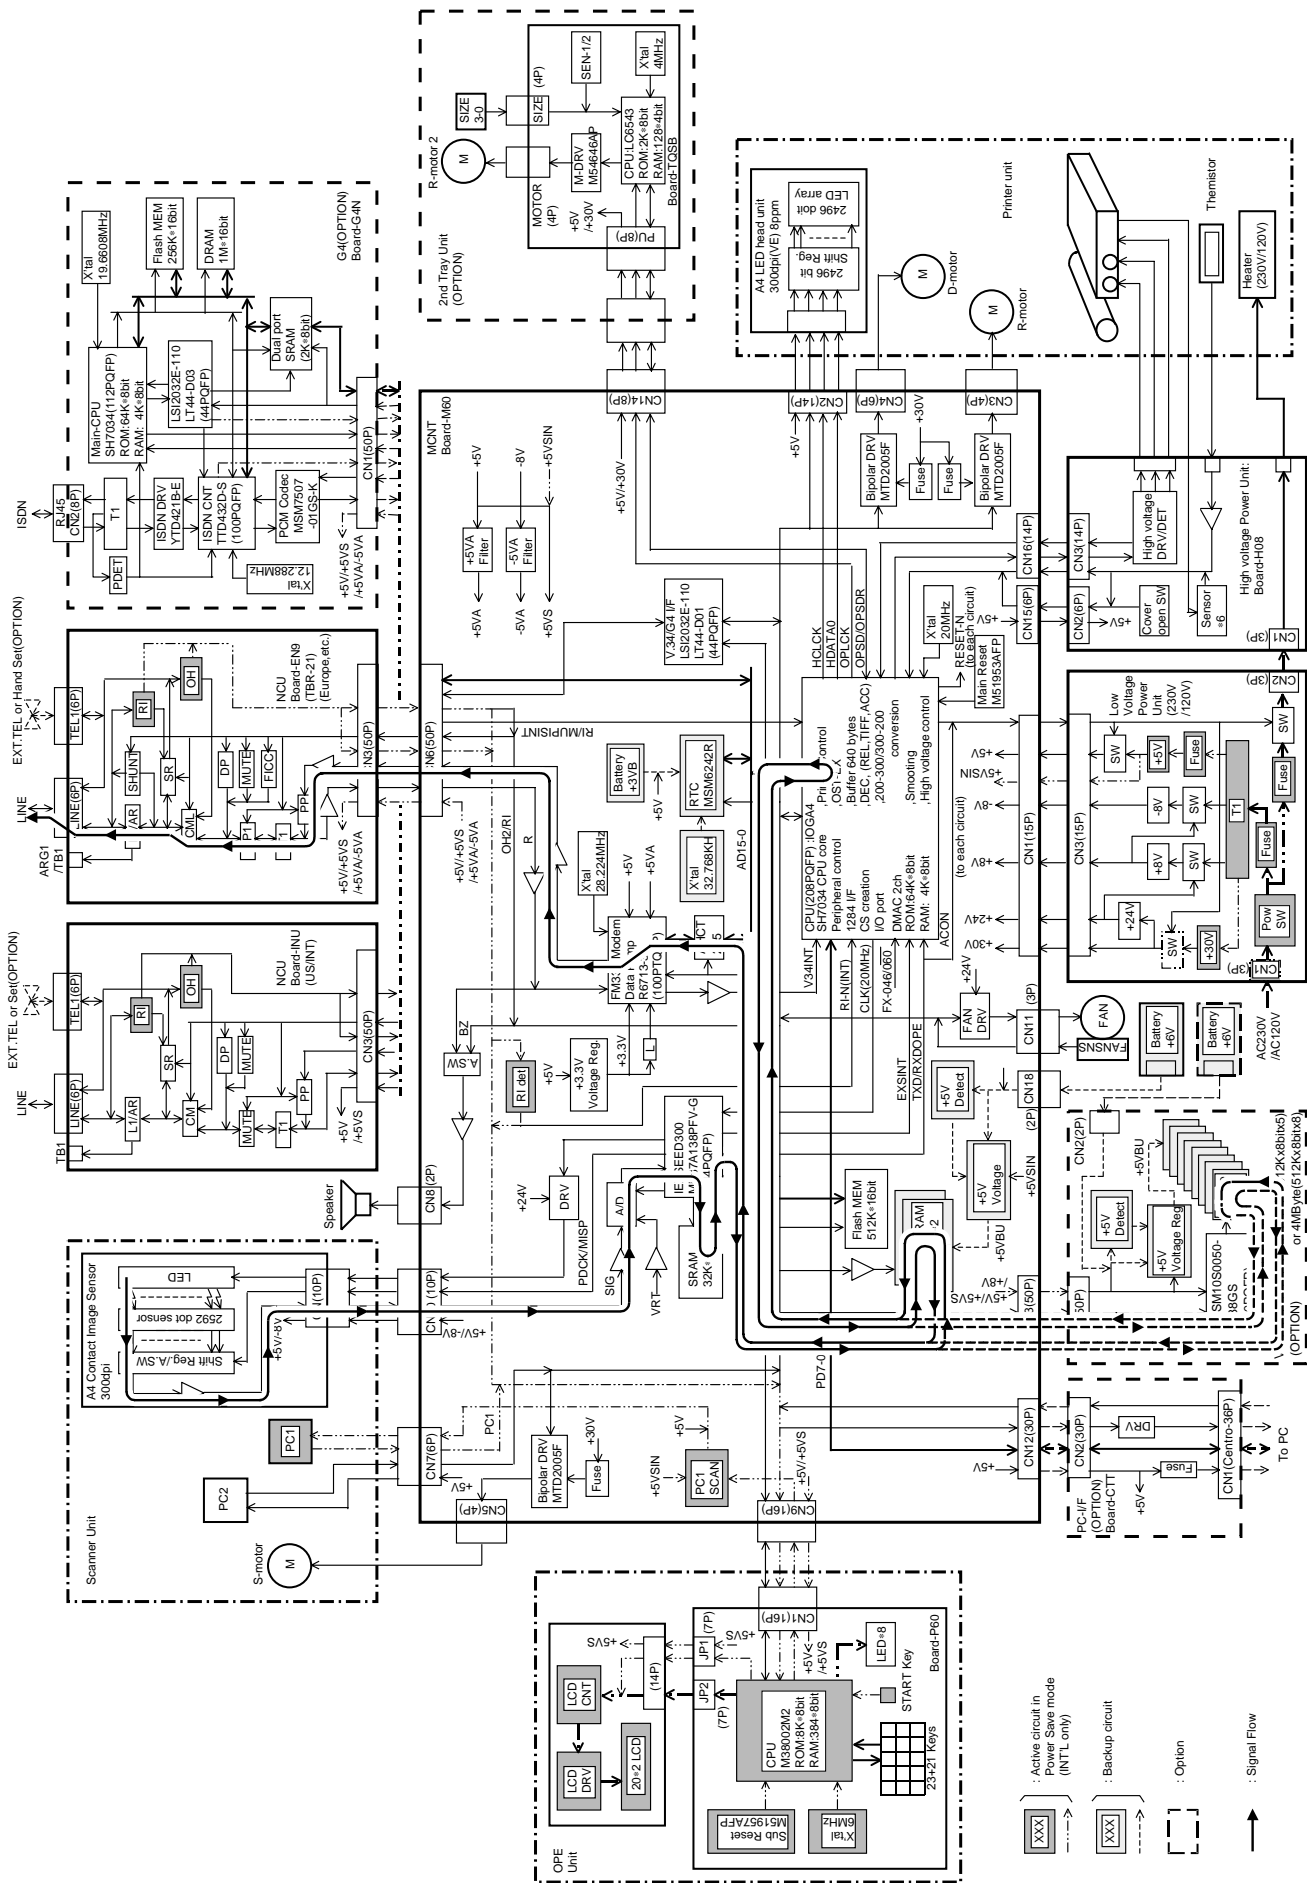 Scanner Unit
S-motor
M
PC2
PC1
A4 Contact Image Sensor
300dpi
Shift Reg./A.SW
2592 dot sensor
LED
+5V/-8V
Speaker
EXT.TEL or Set(OPTION)
LINE
TEL1(6P)
LINE(6P)
TB1
L1/AR
RI
OH
SR
CM
DP
MUTE
MUTE
T1
PP
+5V
/+5VS
CN3(50P)
NCU
Board-INU
(US/INT)
EXT.TEL or Hand Set(OPTION)
LINE
TEL1(6P)
LINE(6P)
ARG1
/TB1
SHUNT
RI
OH
SR
CML
DP
MUTE
FICC
PP
+5V/+5VS
/+5VA/-5VA
NCU
Board-EN9
(TBR-21)
(Europe,etc.)
ISDN
RJ45
CN2(8P)
T1
PDET
ISDN DRV
YTD421B-E
ISDN CNT
TTD432D-S
(100PQFP)
PCM Codec
MSM7507
-01GS-K
X'tal
12.288MHz
+5V/+5VS
/+5VA/-5VA
CN1(50P)
X'tal
19.6608MHz
Main-CPU
SH7034(112PQFP)
ROM:64K*8bit
RAM: 4K*8bit
LSI2032E-110
LT44-D03
(44PQFP)
Flash MEM
256K*16bit
DRAM
1M*16bit
Dual port
SRAM
(2K*8bit)
G4(OPTION)
Board-G4N
2nd Tray Unit
(OPTION)
R-motor 2
M
SIZE
3-0
MOTOR
(4P)
SIZE
(4P)
SEN-1/2
M-DRV
M54646AP
X'tal
4MHz
CPU:LC6543
ROM:2K*8bit
RAM:128*4bit
+5V
/+30V
PU(8P)
Board-TQSB
MCNT
Board-M60
CN7(6P)
CN5(4P)
+5V
PC1
Bipolar DRV
MTD2005F
+30V
Fuse
+5VSIN
+5V
PC1
SCAN
+5V/+5VS
CN9(16P)
+5V/-8V
CN8(2P)
+24V
DRV
PDCK/MISP
SIG
A/D
VRT
SRAM
PD7-0
A.SW
BZ
RI det
+5V
+3.3V
Voltage Reg.
+3.3V
L
R
OH2/RI
RI/MUPISINT
+5V/+5VS
/+5VA/-5VA
X'tal
28.224MHz
+5V
+5VA
Modem
(100PTQ
Battery
+3VB
+5V
RTC
MSM6242R
X'tal
32.768KH
AD15-0
V.34/G4 I/F
LSI2032E-110
LT44-D01
(44PQFP)
+5V
+5VA
Filter
+5VA
-8V
-5VA
Filter
-5VA
+5VSIN
+5VS
+5V/+30V
CN14(8P)
+5V
CN2(14P)
HCLCK
HDATA0
OPLCK
OPSD/OPSDR
CN4(6P)
Bipolar DRV
MTD2005F
+30V
Fuse
Fuse
Bipolar DRV
MTD2005F
CN3(4P)
X'tal
20MHz
RESET-N
(to each circuit)
Main Reset
M51953AFP
CPU(208PQFP) :IOGA4
SH7034 CPU core
Peripheral control
1284 I/F
CS creation
I/O port
DMAC 2ch
ROM:64K*8bit
RAM: 4K*8bit
Buffer 640 bytes
,DEC, (REL,TIFF,ACC)
,200-300/300-200
conversion
,Smooting
,High voltage control
V34INT
RI-N(INT)
CLK(20MHz)
FX-046/060
EXSINT
TXD/RXDOPE
ACON
Flash MEM
512K*16bit
+24V
FAN
DRV
CN11
(3P)
FAN
FANSNS
+5V
Detect
+5V
Voltage
+5VBU
+5VSIN
CN18
(2P)
Battery
+6V
Battery
+6V
+5V/+5VS
/-8V
(to each circuit)
+5V
+5VSIN
-8V
+8V
+24V
+30V
CN1(15P)
CN15(6P)
CN16(14P)
+5V
CN12(30P)
+5V
A4 LED head unit
300dpi(VE) 8ppm
2496 bit
Shift Reg.
2496 doit
LED array
M
D-motor
M
R-motor
Printer unit
Themistor
Heater
(230V/120V)
CN3(14P)
CN2(6P)
+5V
High voltage
DRV/DET
Cover
open SW
Sensor
*6
High voltage Power Unit:
Board-H08
CN1
(3P)
CN3(15P)
Low
Voltage
Power
Unit
(230V
/120V)
CN2
(3P)
SW
+5V
Fuse
-8V
SW
T1
+8V
SW
+24V
SW
+30V
Fuse
Fuse
SW
Pow
SW
CN1
(3P)
AC230V
/AC120V
CN2(2P)
+5VBU
+5V
Detect
+5V
Voltage Reg.
SM10S0050-
or 4MByte(512Kx8bitx8)
(OPTION)
PC-I/F
(OPTION)
Board-CTT
CN2(30P)
DRV
+5V
Fuse
CN1(Centro-36P)
To PC
OPE
Unit
LCD
CNT
LCD
DRV
20*2 LCD
(14P)
+5VS
JP1
(7P)
+5VS
JP2
(7P)
CN1(16P)
+5V
/+5VS
CPU
M38002M2
ROM:8K*8bit
RAM:384*8bit
Sub Reset
M51957AFP
X'tal
6MHz
LED*8
START Key
23+21 Keys
Board-P60
XXX
: Active circuit in
Power Save mode
(INT'L only)
XXX
: Backup circuit
: Option
: Signal Flow